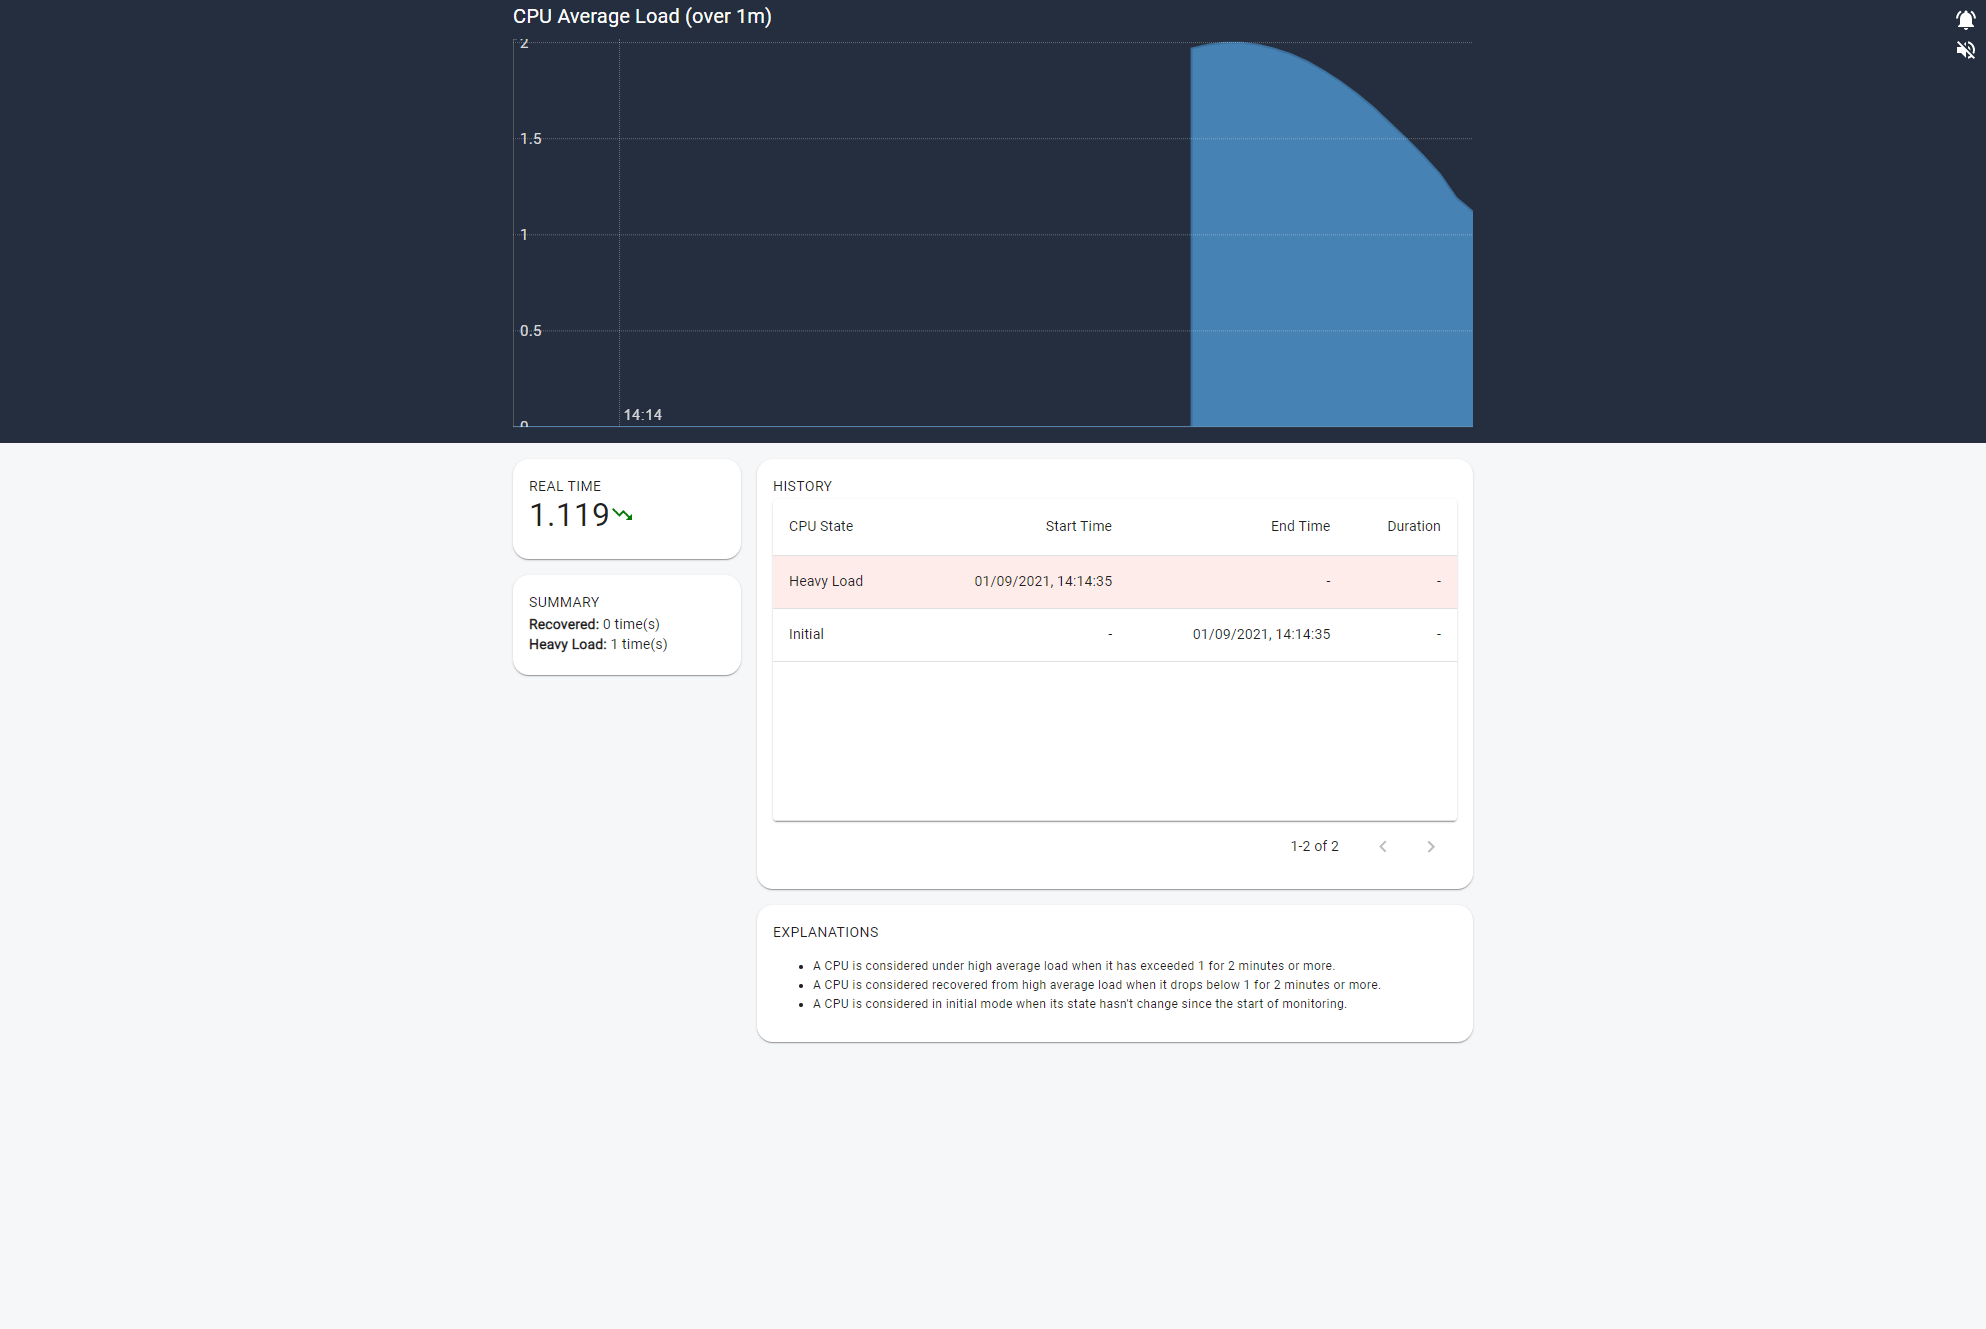 CPU Average Load (over 1m)
2
1.5
1
0.5
14:14
0
REAL TIME
1.119
SUMMARY
Recovered: 0 time(s)
Heavy Load: 1 time(s)
HISTORY
CPU State Start Time End Time Duration
Heavy Load 01/09/2021, 14:14:35 - -
Initial - 01/09/2021, 14:14:35 -
1-2 of 2
EXPLANATIONS
• A CPU is considered under high average load when it has exceeded 1 for 2 minutes or more.
• A CPU is considered recovered from high average load when it drops below 1 for 2 minutes or more.
• A CPU is considered in initial mode when its state hasn't change since the start of monitoring.